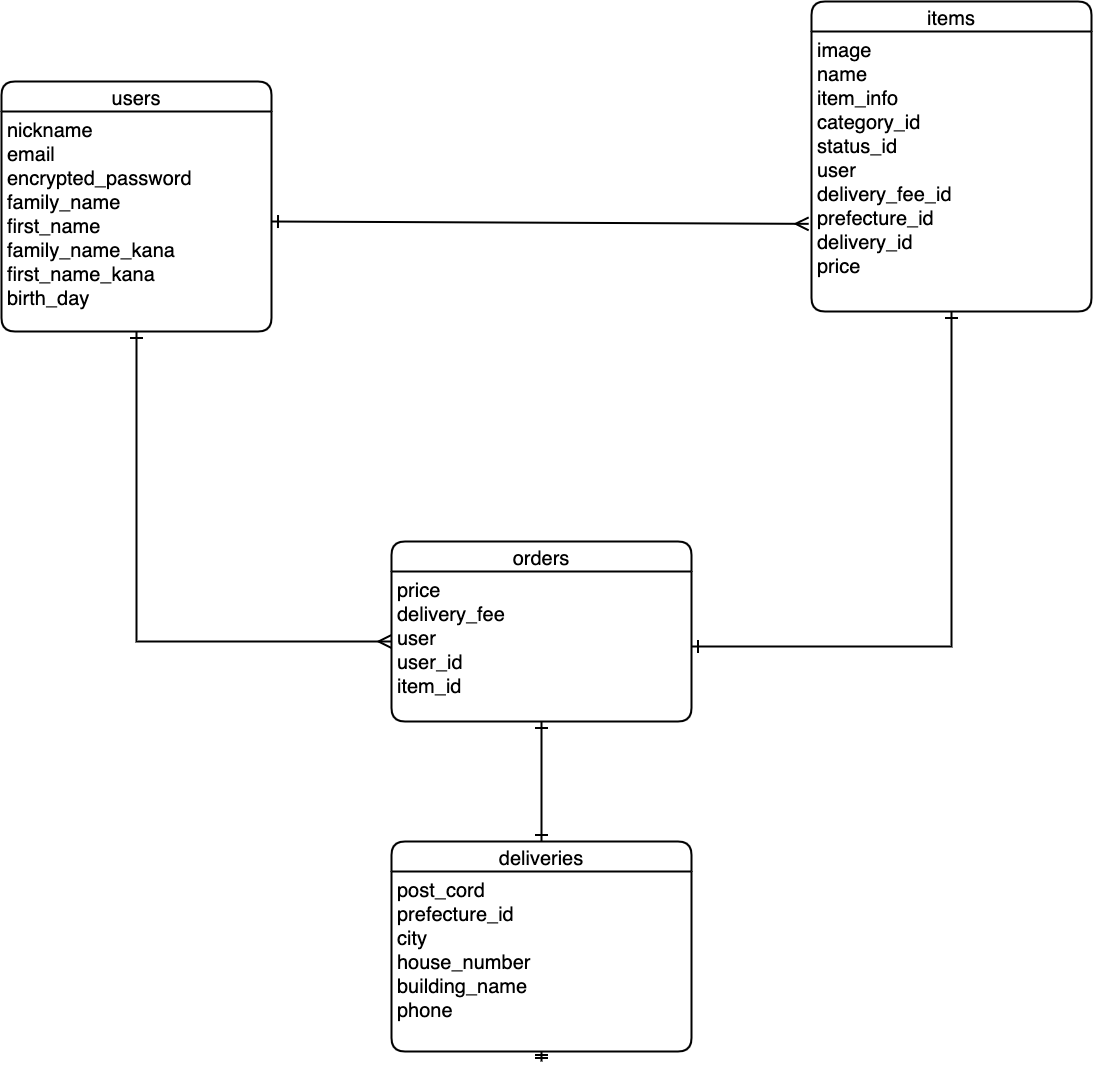 users
nickname
email
encrypted_password
family_name
first_name
family_name_kana
first_name_kana
birth_day
items
image
name
item_info
category_id
status_id
user
delivery_fee_id
prefecture_id
delivery_id
price
orders
price
delivery_fee
user
user_id
item_id
deliveries
post_cord
prefecture_id
city
house_number
building_name
phone